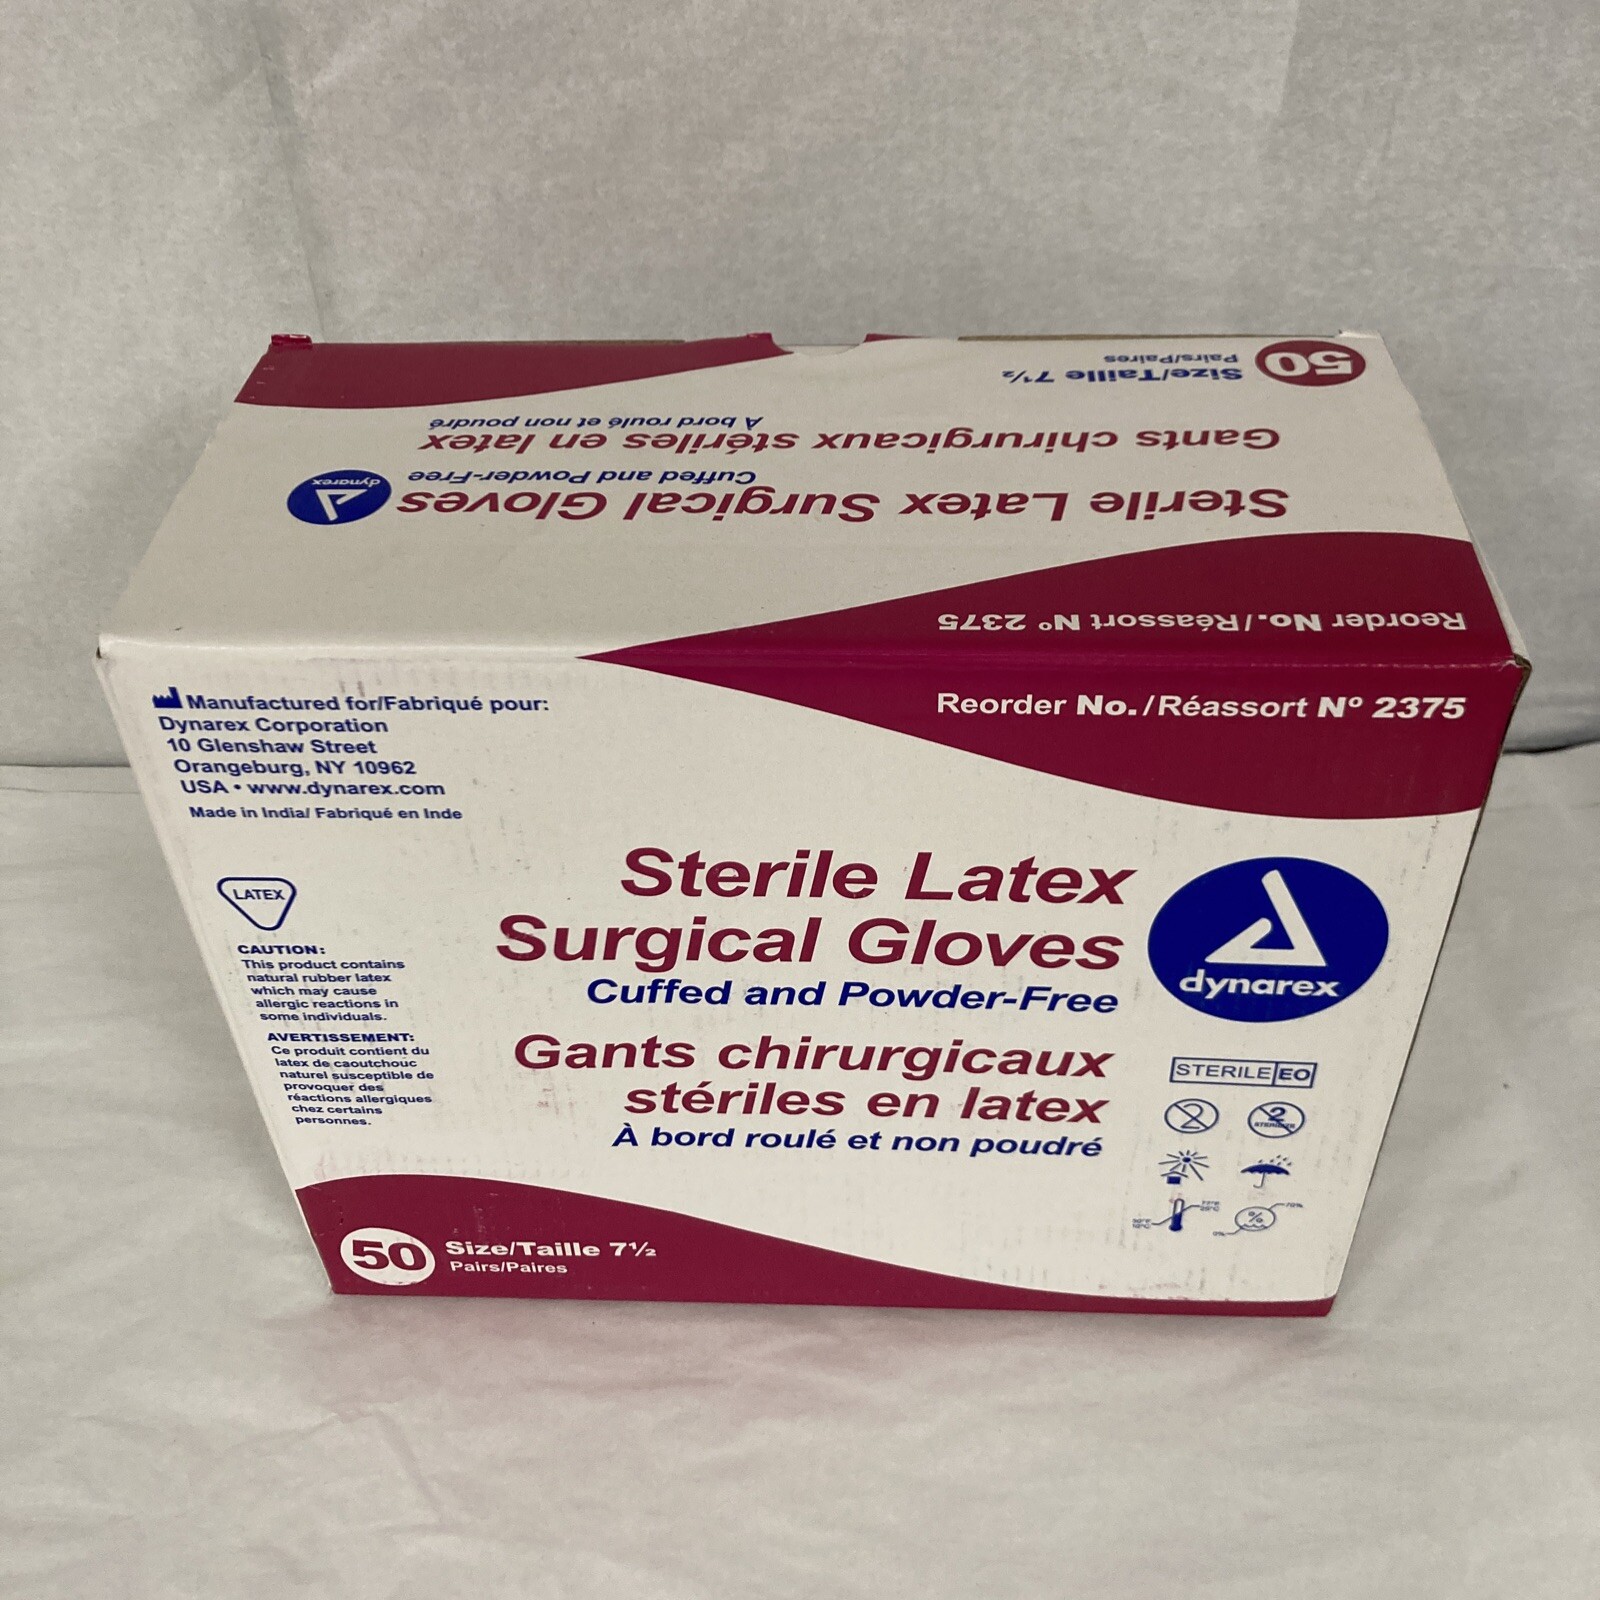 50
Size/Taille 7½
Pairs/Paires
Gants chirurgicaux stériles en latex
À bord roulé et non poudré
Sterile Latex Surgical Gloves
Cuffed and Powder-Free
dynarex
Reorder No./Réassort Nº 2375
Manufactured for/Fabriqué pour:
Dynarex Corporation
10 Glenshaw Street
Orangeburg, NY 10962
USA • www.dynarex.com
Made in India/ Fabriqué en Inde
Reorder No./Réassort Nº 2375
LATEX
CAUTION:
This product contains
natural rubber latex
which may cause
allergic reactions in
some individuals.
AVERTISSEMENT:
Ce produit contient du
latex de caoutchouc
naturel susceptible de
provoquer des
réactions allergiques
chez certains
personnes.
Sterile Latex
Surgical Gloves
Cuffed and Powder-Free
Gants chirurgicaux
stériles en latex
À bord roulé et non poudré
dynarex
STERILE EO
2
2
%
50
Size/Taille 7½
Pairs/Paires